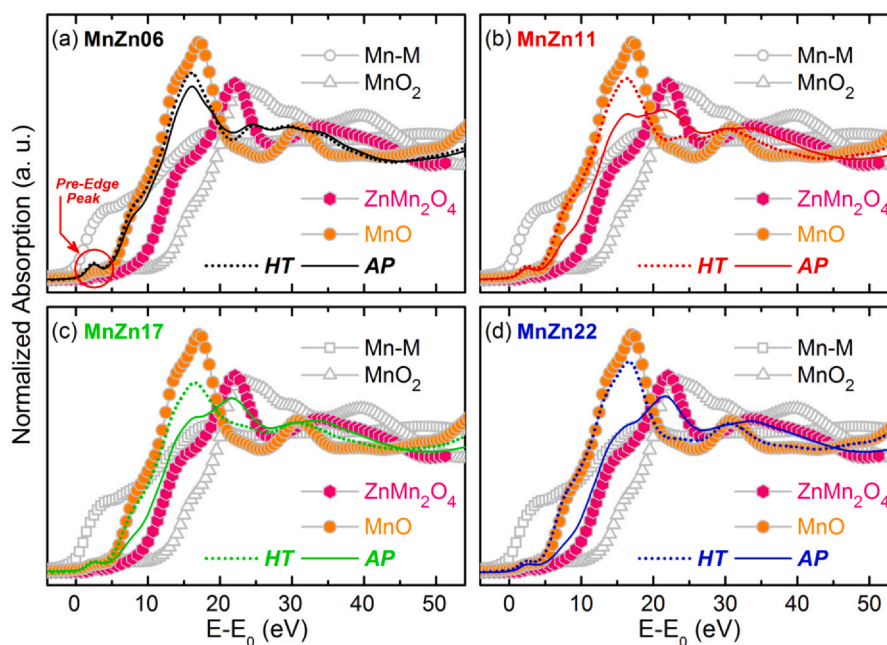 Normalized Absorption (a. u.)
(a) MnZn06
Mn-M
MnO₂
Pre-Edge
Peak
ZnMn₂O₄
MnO
HT AP
(b) MnZn11
Mn-M
MnO₂
ZnMn₂O₄
MnO
HT AP
(c) MnZn17
Mn-M
MnO₂
ZnMn₂O₄
MnO
HT AP
0 10 20 30 40 50
E-E₀ (eV)
(d) MnZn22
Mn-M
MnO₂
ZnMn₂O₄
MnO
HT AP
0 10 20 30 40 50
E-E₀ (eV)